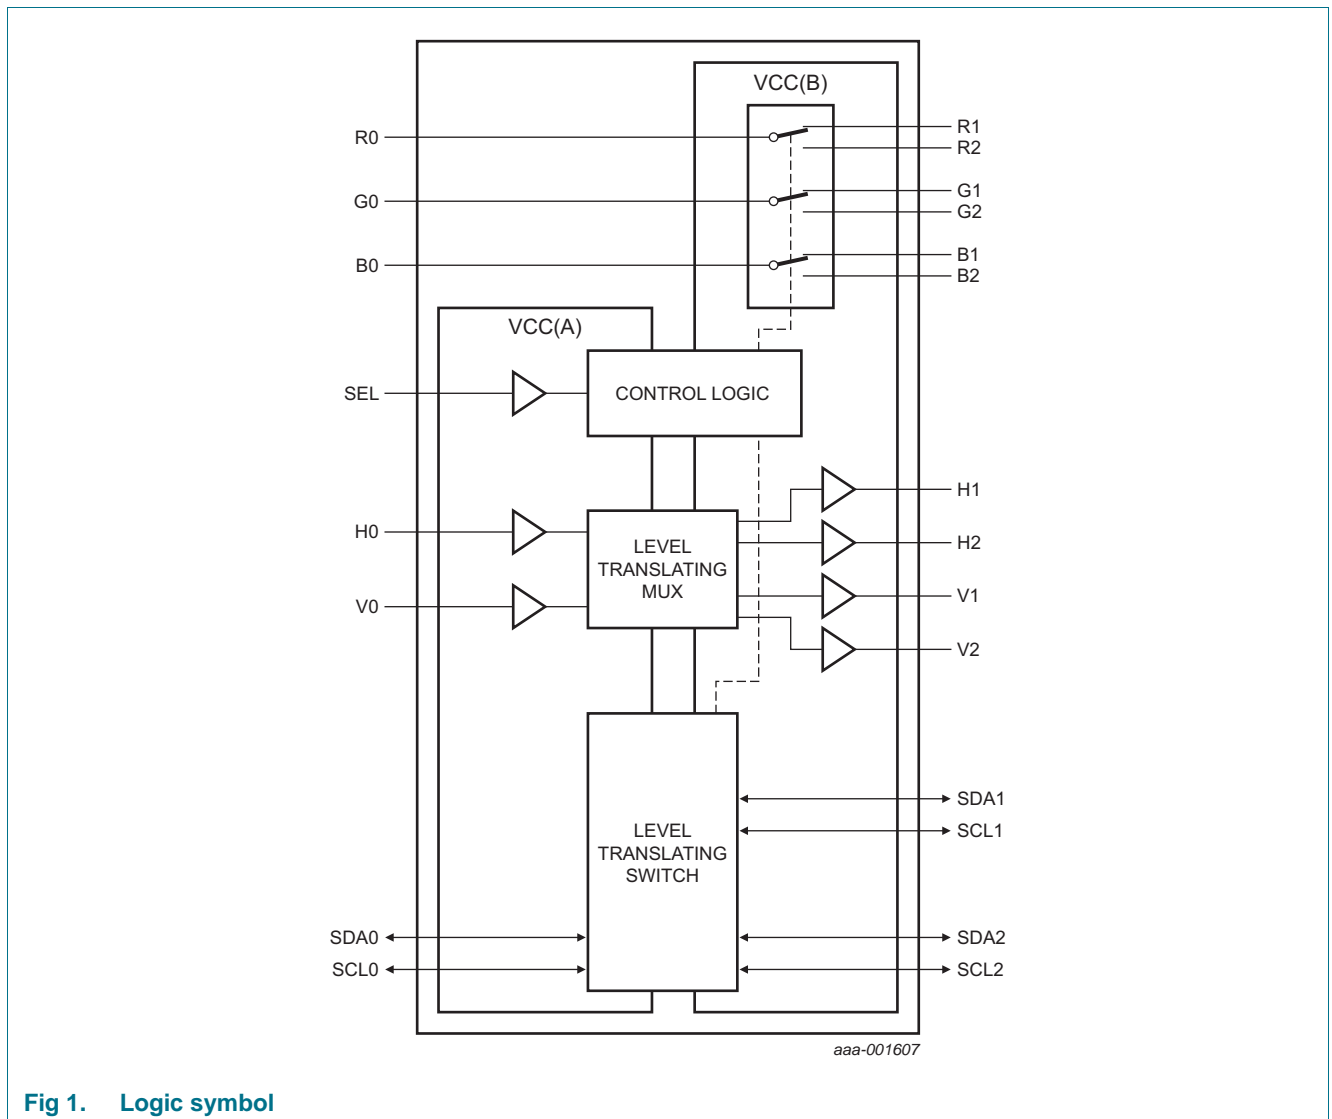 VCC(B)
R0
R1
R2
G0
G1
G2
B0
B1
B2
VCC(A)
SEL
CONTROL LOGIC
H0
H1
LEVEL
TRANSLATING
MUX
H2
V0
V1
V2
LEVEL
TRANSLATING
SWITCH
SDA1
SCL1
SDA0
SCL0
SDA2
SCL2
aaa-001607
Fig 1. Logic symbol